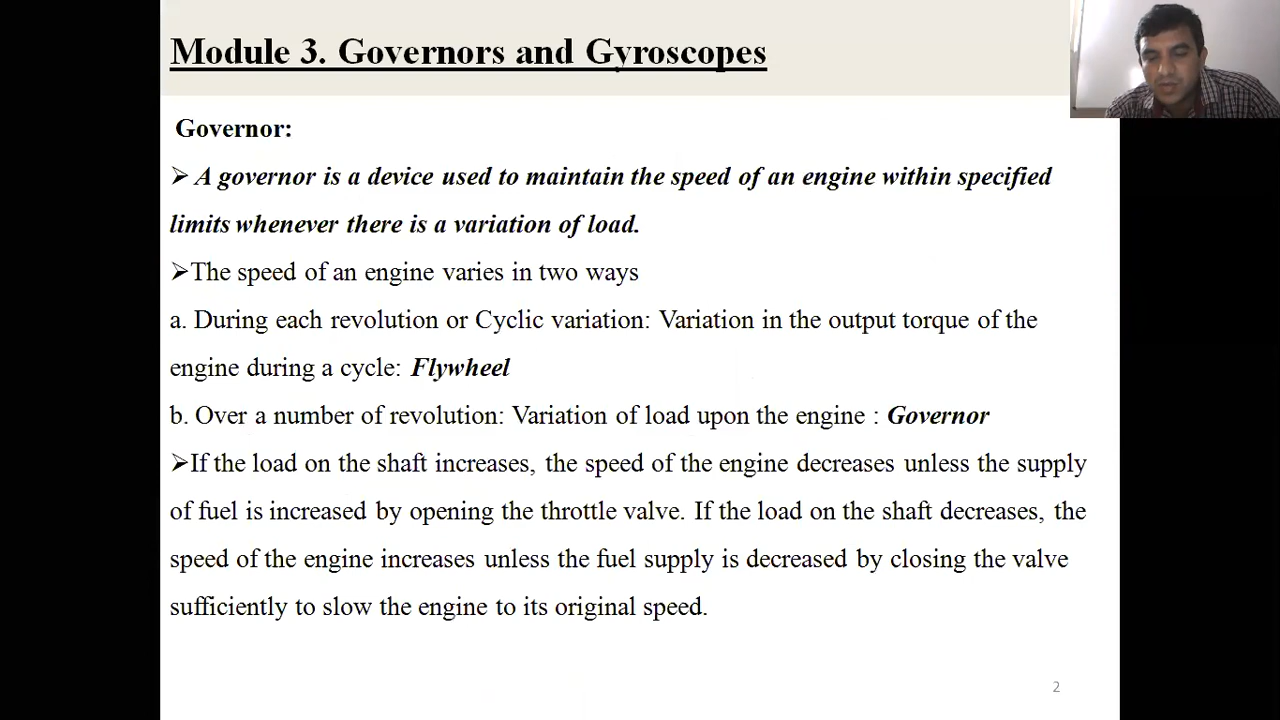 Module 3. Governors and Gyroscopes
Governor:
➢ A governor is a device used to maintain the speed of an engine within specified
limits whenever there is a variation of load.
➢The speed of an engine varies in two ways
a. During each revolution or Cyclic variation: Variation in the output torque of the
engine during a cycle: Flywheel
b. Over a number of revolution: Variation of load upon the engine : Governor
➢If the load on the shaft increases, the speed of the engine decreases unless the supply
of fuel is increased by opening the throttle valve. If the load on the shaft decreases, the
speed of the engine increases unless the fuel supply is decreased by closing the valve
sufficiently to slow the engine to its original speed.
2